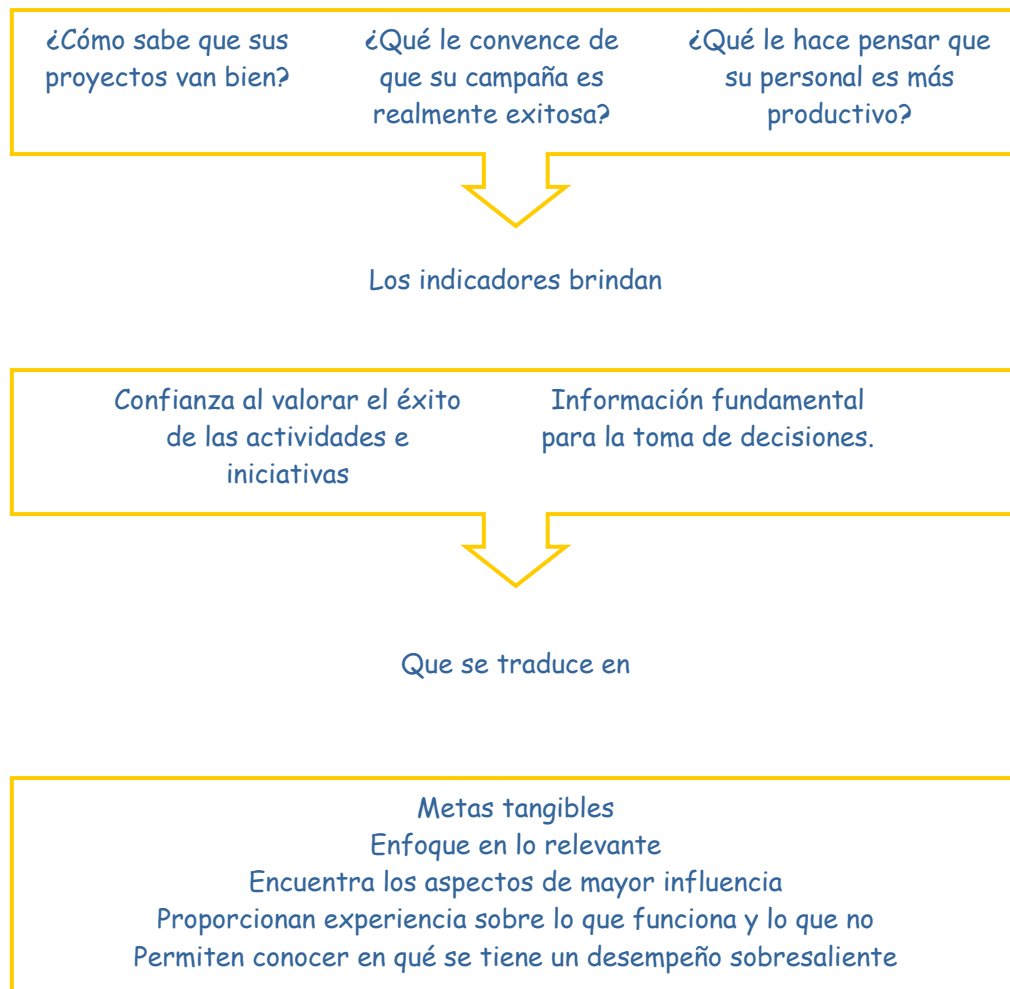 ¿Cómo sabe que sus
proyectos van bien?
¿Qué le convence de
que su campaña es
realmente exitosa?
¿Qué le hace pensar que
su personal es más
productivo?
Los indicadores brindan
Confianza al valorar el éxito
de las actividades e
iniciativas
Información fundamental
para la toma de decisiones.
Que se traduce en
Metas tangibles
Enfoque en lo relevante
Encuentra los aspectos de mayor influencia
Proporcionan experiencia sobre lo que funciona y lo que no
Permiten conocer en qué se tiene un desempeño sobresaliente